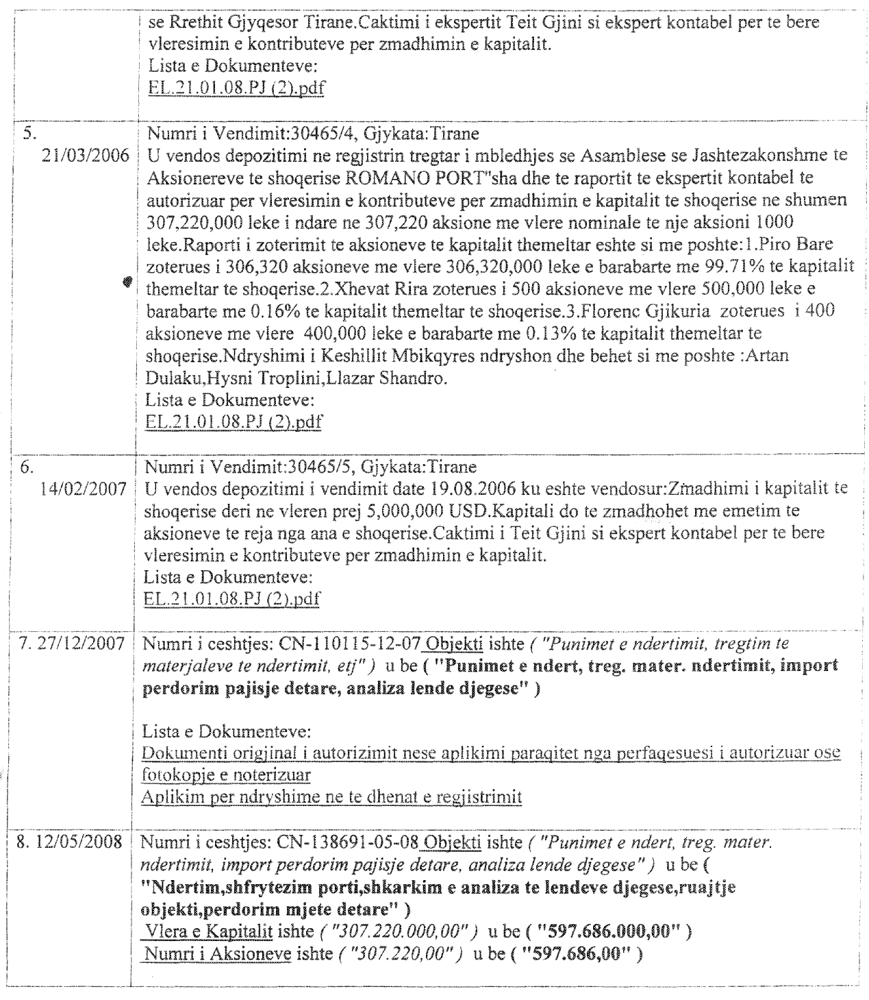 se Rrethit Gjyqesor Tirane.Caktimi i ekspertit Teit Gjini si ekspert kontabel per te bere
vleresimin e kontributeve per zmadhimin e kapitalit.
Lista e Dokumenteve:
EL.21.01.08.PJ (2).pdf
5.
21/03/2006
Numri i Vendimit:30465/4, Gjykata:Tirane
U vendos depozitimi ne regjistrin tregtar i mbledhjes se Asamblese se Jashtezakonshme te
Aksionereve te shoqerise ROMANO PORT"sha dhe te raportit te ekspertit kontabel te
autorizuar per vleresimin e kontributeve per zmadhimin e kapitalit te shoqerise ne shumen
307,220,000 leke i ndare ne 307,220 aksione me vlere nominale te nje aksioni 1000
leke.Raporti i zoterimit te aksioneve te kapitalit themeltar eshte si me poshte:1.Piro Bare
zoterues i 306,320 aksioneve me vlere 306,320,000 leke e barabarte me 99.71% te kapitalit
themeltar te shoqerise.2.Xhevat Rira zoterues i 500 aksioneve me vlere 500,000 leke e
barabarte me 0.16% te kapitalit themeltar te shoqerise.3.Florenc Gjikuria zoterues i 400
aksioneve me vlere 400,000 leke e barabarte me 0.13% te kapitalit themeltar te
shoqerise.Ndryshimi i Keshillit Mbikqyres ndryshon dhe behet si me poshte :Artan
Dulaku,Hysni Troplini,Llazar Shandro.
Lista e Dokumenteve:
EL.21.01.08.PJ (2).pdf
6.
14/02/2007
Numri i Vendimit:30465/5, Gjykata:Tirane
U vendos depozitimi i vendimit date 19.08.2006 ku eshte vendosur:Zmadhimi i kapitalit te
shoqerise deri ne vleren prej 5,000,000 USD.Kapitali do te zmadhohet me emetim te
aksioneve te reja nga ana e shoqerise.Caktimi i Teit Gjini si ekspert kontabel per te bere
vleresimin e kontributeve per zmadhimin e kapitalit.
Lista e Dokumenteve:
EL.21.01.08.PJ (2).pdf
7. 27/12/2007
Numri i ceshtjes: CN-110115-12-07 Objekti ishte ( "Punimet e ndertimit, tregtim te
materjaleve te ndertimit, etj" ) u be ( "Punimet e ndert, treg. mater. ndertimit, import
perdorim pajisje detare, analiza lende djegese" )
Lista e Dokumenteve:
Dokumenti origjinal i autorizimit nese aplikimi paraqitet nga perfaqesuesi i autorizuar ose
fotokopje e noterizuar
Aplikim per ndryshime ne te dhenat e regjistrimit
8. 12/05/2008
Numri i ceshtjes: CN-138691-05-08 Objekti ishte ( "Punimet e ndert, treg. mater.
ndertimit, import perdorim pajisje detare, analiza lende djegese" ) u be (
"Ndertim,shfrytezim porti,shkarkim e analiza te lendeve djegese,ruajtje
objekti,perdorim mjete detare" )
Vlera e Kapitalit ishte ( "307.220.000,00" ) u be ( "597.686.000,00" )
Numri i Aksioneve ishte ( "307.220,00" ) u be ( "597.686,00" )